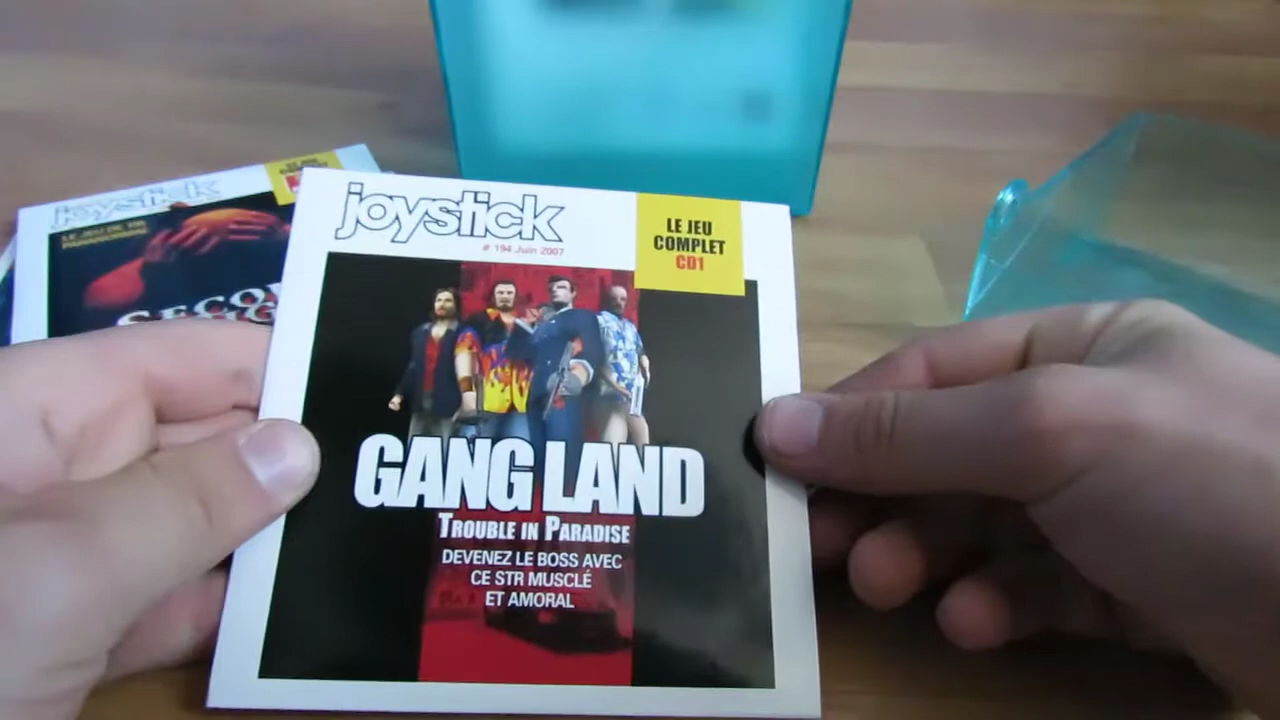 joystick
# 194 Juin 2007
LE JEU
COMPLET
CD1
GANG LAND
TROUBLE IN PARADISE
DEVENEZ LE BOSS AVEC
CE STR MUSCLÉ
ET AMORAL
joystick